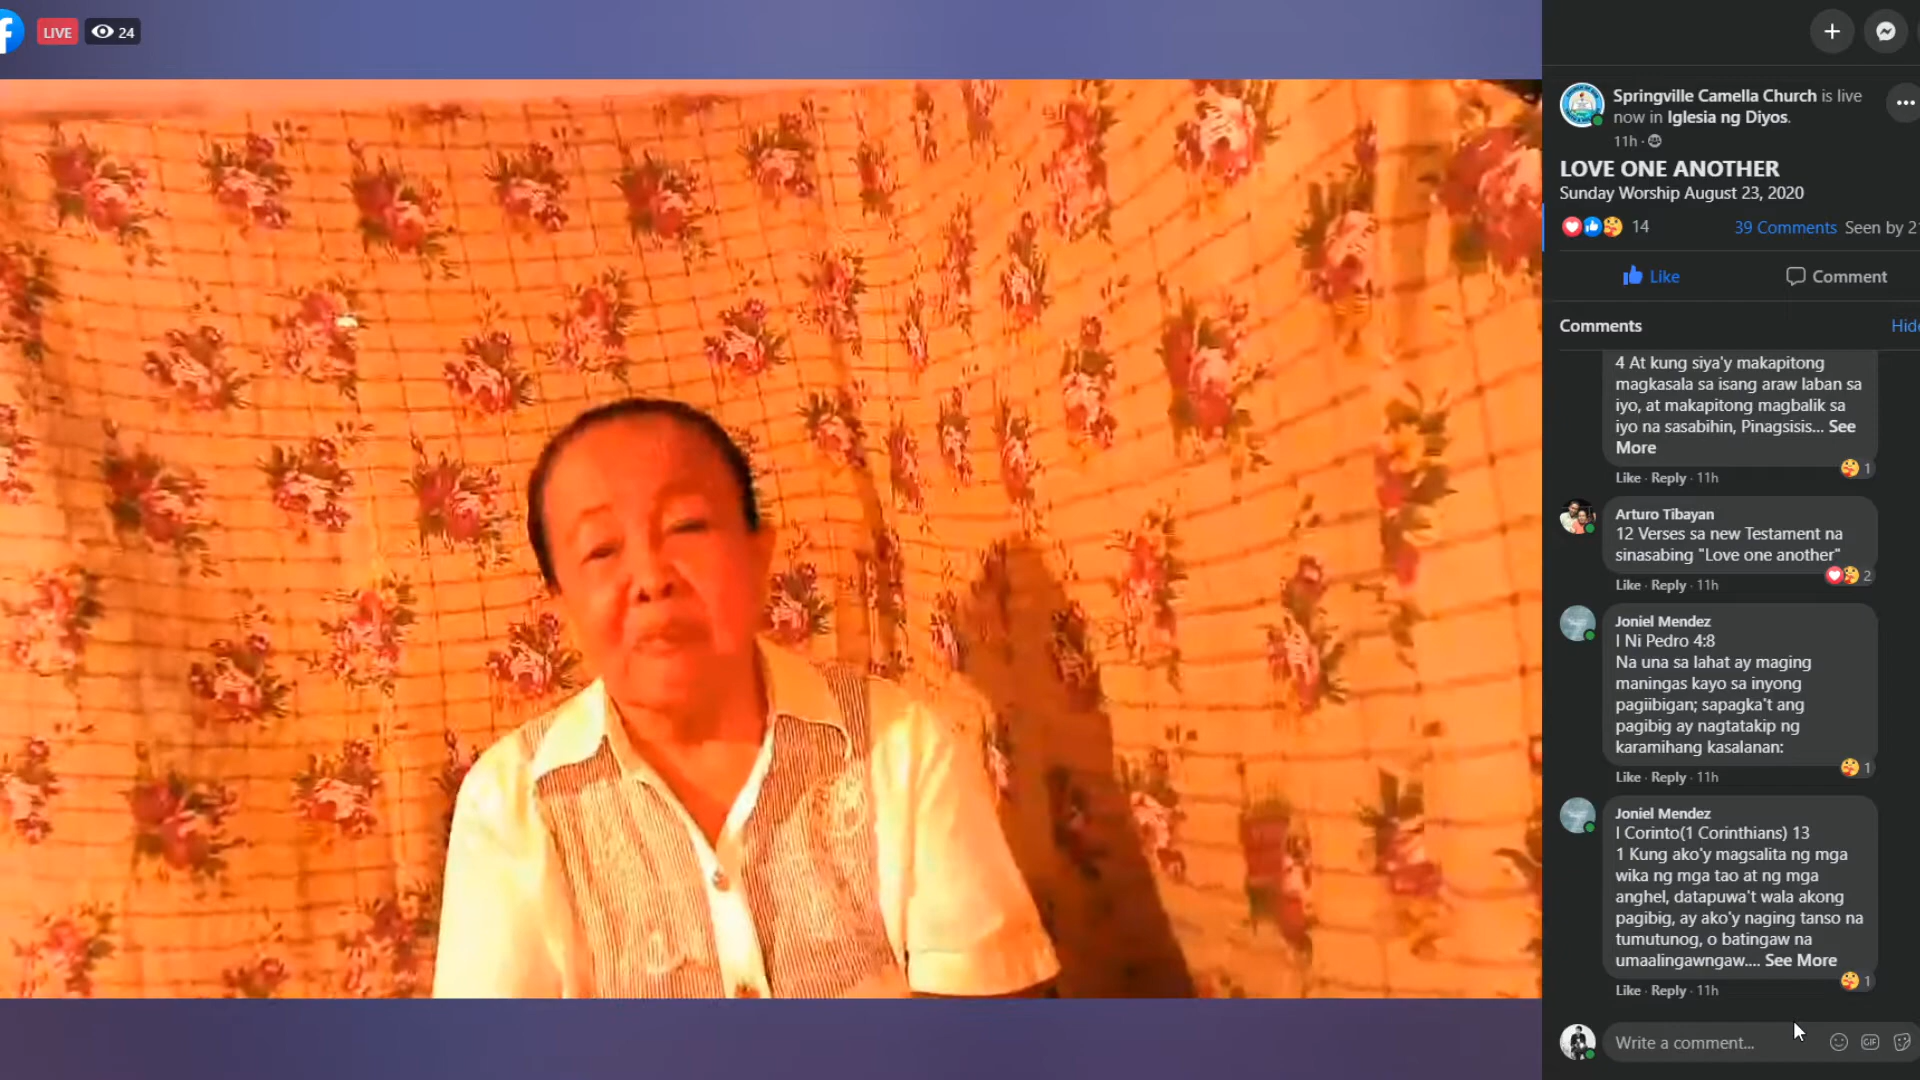 LIVE
24
Springville Camella Church is live
now in Iglesia ng Diyos.
11h ·
LOVE ONE ANOTHER
Sunday Worship August 23, 2020
14
39 Comments Seen by 21
Like
Comment
Comments
Hide
4 At kung siya'y makapitong
magkasala sa isang araw laban sa
iyo, at makapitong magbalik sa
iyo na sasabihin, Pinagsisis... See
More
1
Like · Reply · 11h
Arturo Tibayan
12 Verses sa new Testament na
sinasabing "Love one another"
2
Like · Reply · 11h
Joniel Mendez
I Ni Pedro 4:8
Na una sa lahat ay maging
maningas kayo sa inyong
pagiibigan; sapagka't ang
pagibig ay nagtatakip ng
karamihang kasalanan:
1
Like · Reply · 11h
Joniel Mendez
I Corinto(1 Corinthians) 13
1 Kung ako'y magsalita ng mga
wika ng mga tao at ng mga
anghel, datapuwa't wala akong
pagibig, ay ako'y naging tanso na
tumutunog, o batingaw na
umaalingawngaw.... See More
1
Like · Reply · 11h
Write a comment...
GIF